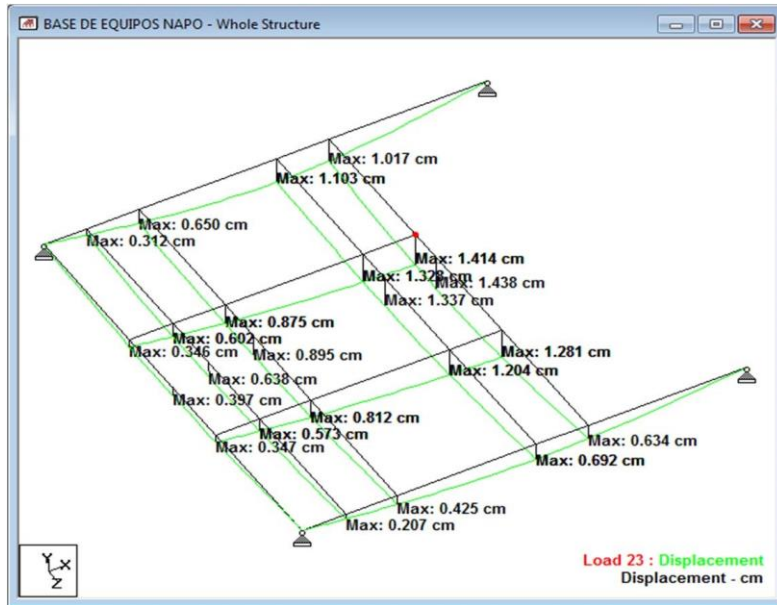 BASE DE EQUIPOS NAPO - Whole Structure
Max: 1.017 cm
Max: 1.103 cm
Max: 0.650 cm
Max: 0.312 cm
Max: 1.414 cm
Max: 1.328 cm
Max: 1.438 cm
Max: 1.337 cm
Max: 0.875 cm
Max: 0.602 cm
Max: 0.346 cm
Max: 0.895 cm
Max: 1.281 cm
Max: 1.204 cm
Max: 0.638 cm
Max: 0.397 cm
Max: 0.812 cm
Max: 0.573 cm
Max: 0.347 cm
Max: 0.634 cm
Max: 0.692 cm
Max: 0.425 cm
Max: 0.207 cm
Y
X
Z
Load 23 : Displacement
Displacement - cm